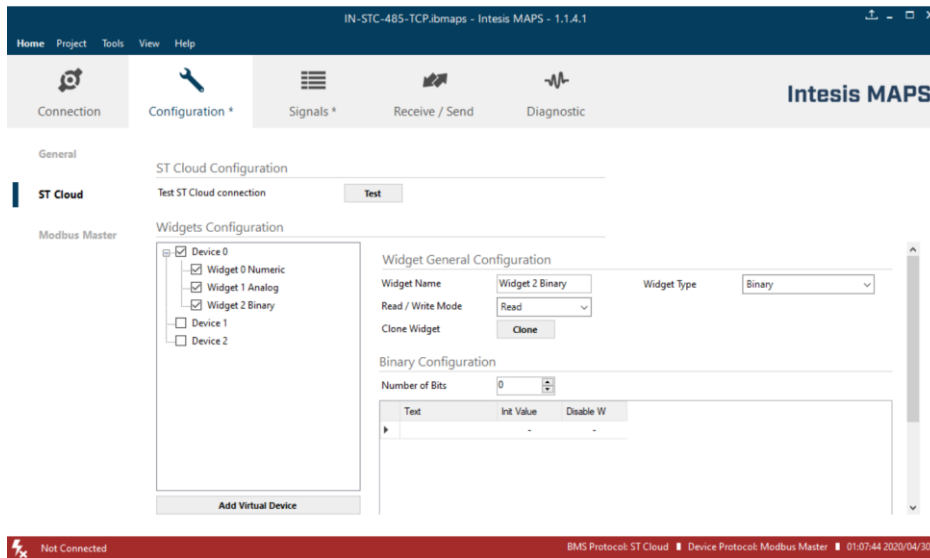 IN-STC-485-TCP.ibmaps - Intesis MAPS - 1.1.4.1
Home Project Tools View Help
Connection Configuration * Signals * Receive / Send Diagnostic
Intesis MAPS
General
ST Cloud
Modbus Master
ST Cloud Configuration
Test ST Cloud connection Test
Widgets Configuration
Device 0
Widget 0 Numeric
Widget 1 Analog
Widget 2 Binary
Device 1
Device 2
Add Virtual Device
Widget General Configuration
Widget Name Widget 2 Binary Widget Type Binary
Read / Write Mode Read
Clone Widget Clone
Binary Configuration
Number of Bits 0
Text Init Value Disable W
- -
Not Connected BMS Protocol: ST Cloud Device Protocol: Modbus Master 01:07:44 2020/04/30